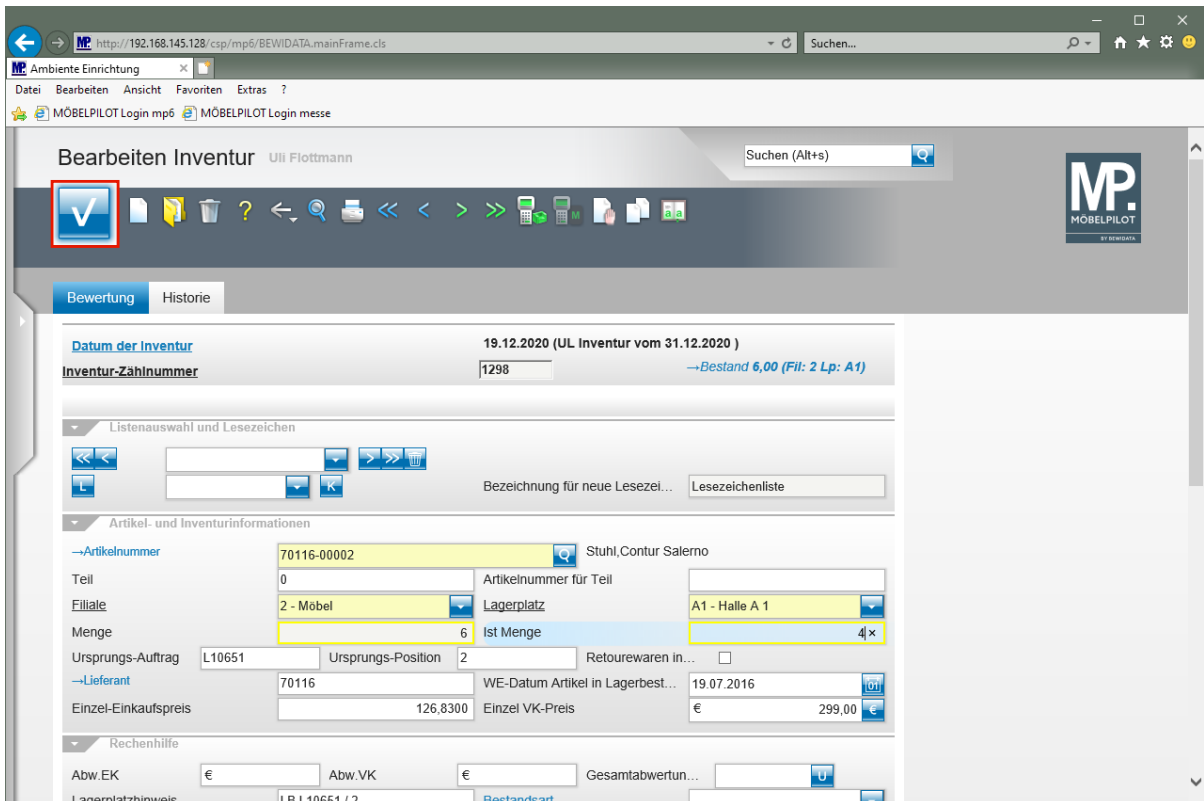 http://192.168.145.128/csp/mp6/BEWIDATA.mainFrame.cls
Suchen...
Ambiente Einrichtung
Datei Bearbeiten Ansicht Favoriten Extras ?
MÖBELPILOT Login mp6 MÖBELPILOT Login messe
Bearbeiten Inventur Uli Flottmann
Suchen (Alt+s)
MP.
MÖBELPILOT
BY BEWIDATA
Bewertung Historie
Datum der Inventur 19.12.2020 (UL Inventur vom 31.12.2020 )
Inventur-Zählnummer 1298 →Bestand 6,00 (Fil: 2 Lp: A1)
Listenauswahl und Lesezeichen
L K Bezeichnung für neue Lesezei... Lesezeichenliste
Artikel- und Inventurinformationen
→Artikelnummer 70116-00002 Stuhl,Contur Salerno
Teil 0 Artikelnummer für Teil
Filiale 2 - Möbel Lagerplatz A1 - Halle A 1
Menge 6 Ist Menge 4
Ursprungs-Auftrag L10651 Ursprungs-Position 2 Retourewaren in...
→Lieferant 70116 WE-Datum Artikel in Lagerbest... 19.07.2016
Einzel-Einkaufspreis 126,8300 Einzel VK-Preis € 299,00 €
Rechenhilfe
Abw.EK € Abw.VK € Gesamtabwertun... U
Lagerplatzhinweis LB L10651 / 2 Bestandsart